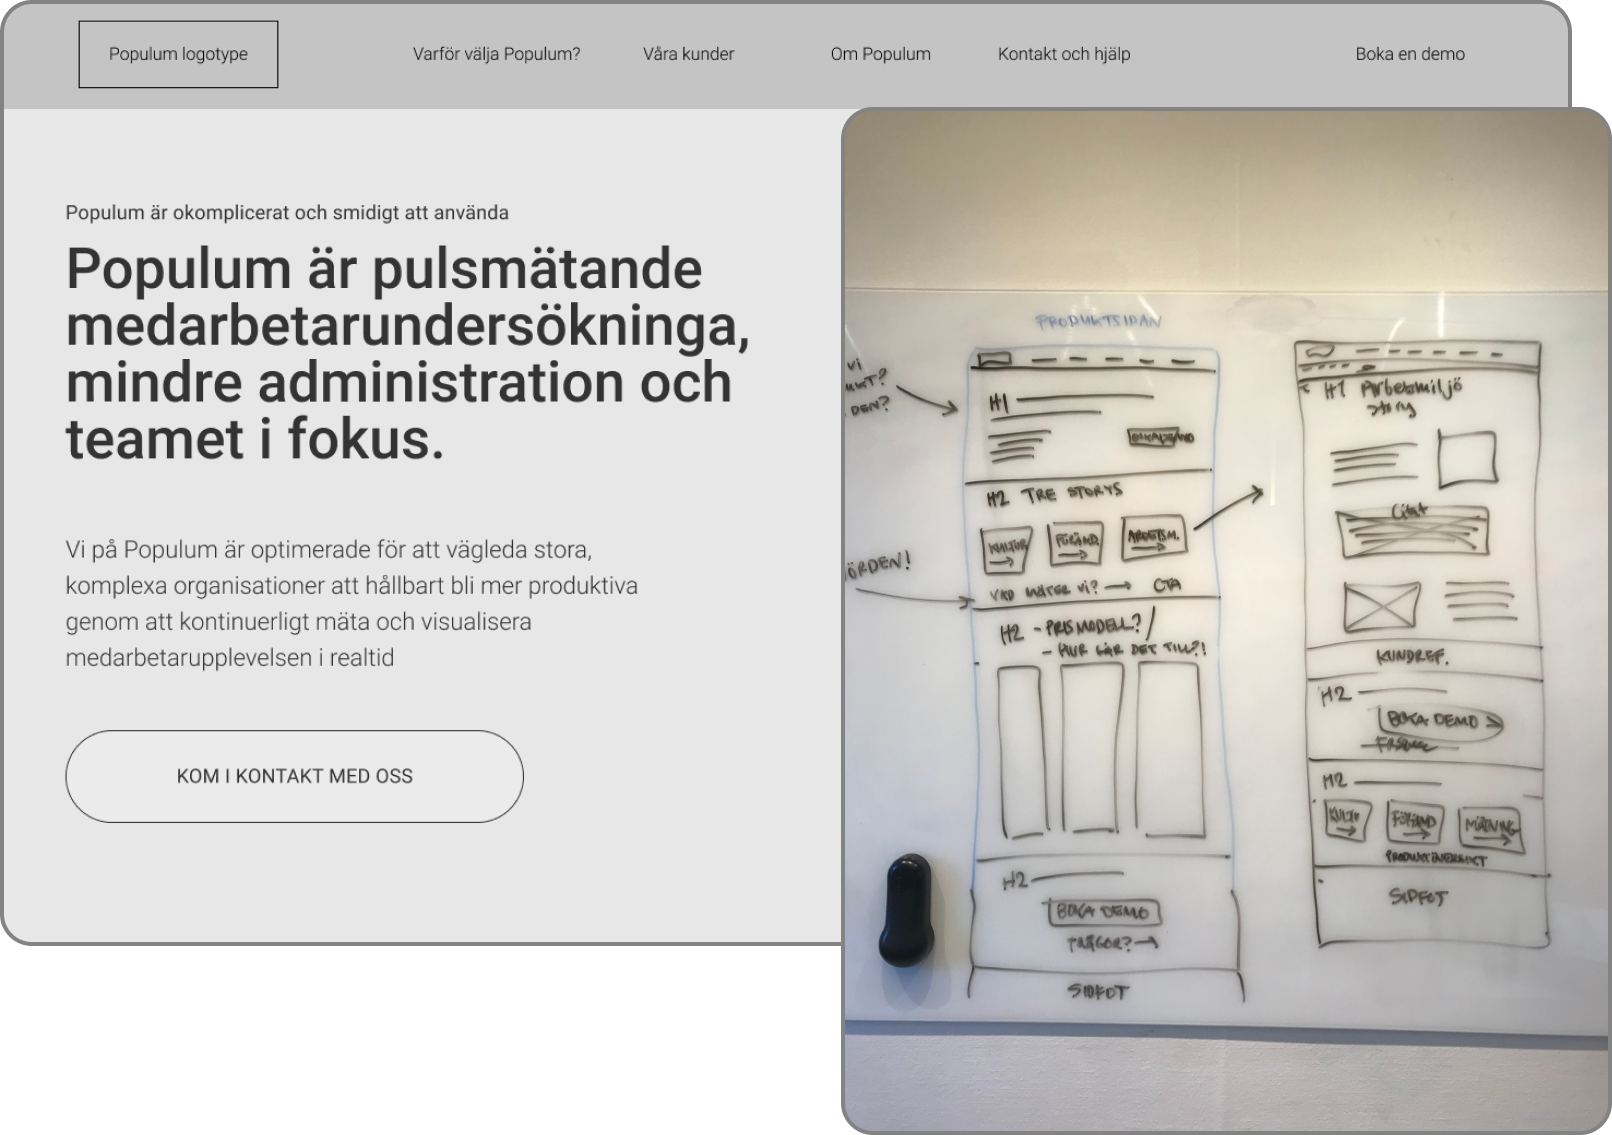 Populum logotype
Varför välja Populum?
Våra kunder
Om Populum
Kontakt och hjälp
Boka en demo
Populum är okomplicerat och smidigt att använda
Populum är pulsmätande
medarbetarundersökninga,
mindre administration och
teamet i fokus.
Vi på Populum är optimerade för att vägleda stora,
komplexa organisationer att hållbart bli mer produktiva
genom att kontinuerligt mäta och visualisera
medarbetarupplevelsen i realtid
KOM I KONTAKT MED OSS
PRODUKTSIDAN
VI
DEN?
H1
H2 TRE STORYS
KULTUR
FÖRÄND.
ARBETSM.
ÖRDEN!
VAD MÄTER VI? → CTA
H2 - PRISMODELL?/
- HUR GÅR DET TILL?!
H2
BOKA DEMO
FRÅGOR? →
SIDFOT
H1 Arbetsmiljö
story
Citat
KUNDREF.
H2
BOKA DEMO
H2
KULTUR
FÖRÄND
MÄTNING
PRODUKTÖVERSIKT
SIDFOT